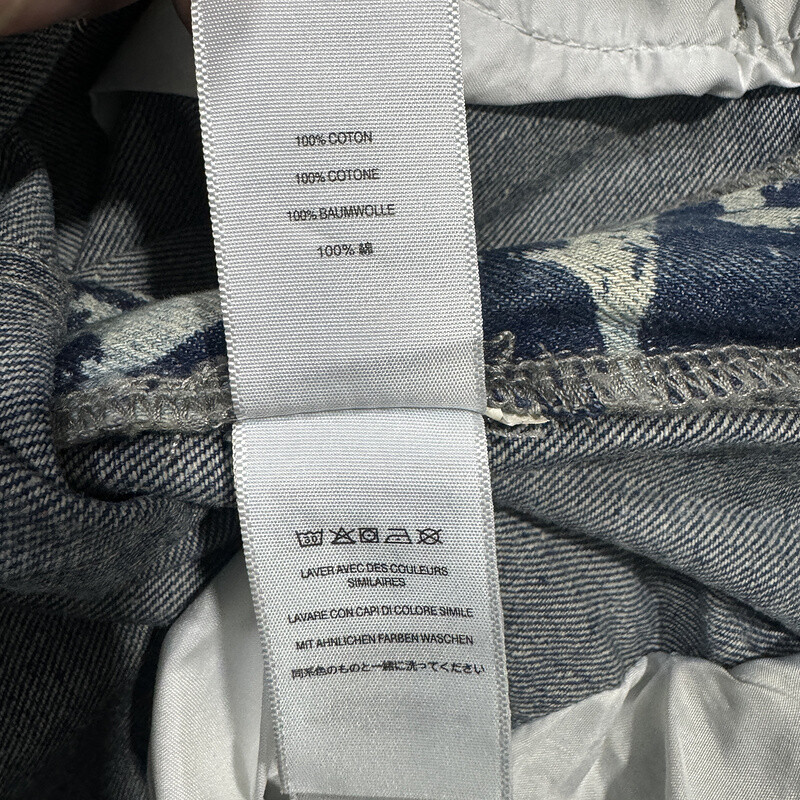 100% COTON
100% COTONE
100% BAUMWOLLE
100% 綿
30
LAVER AVEC DES COULEURS
SIMILAIRES
LAVARE CON CAPI DI COLORE SIMILE
MIT AHNLICHEN FARBEN WASCHEN
同系色のものと一緒に洗ってください